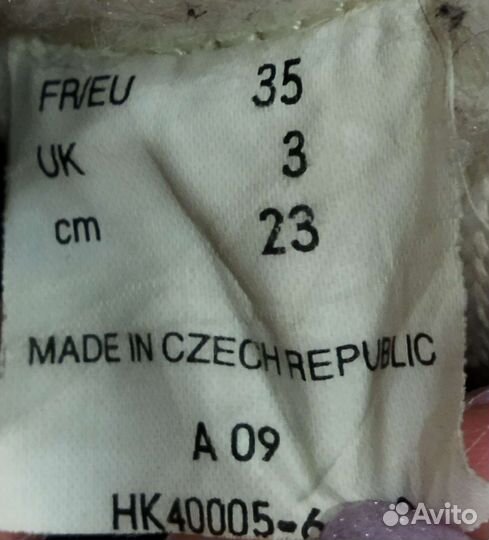 FR/EU 35
UK 3
cm 23
MADE IN CZECH REPUBLIC
A 09
HK40005-6
Avito